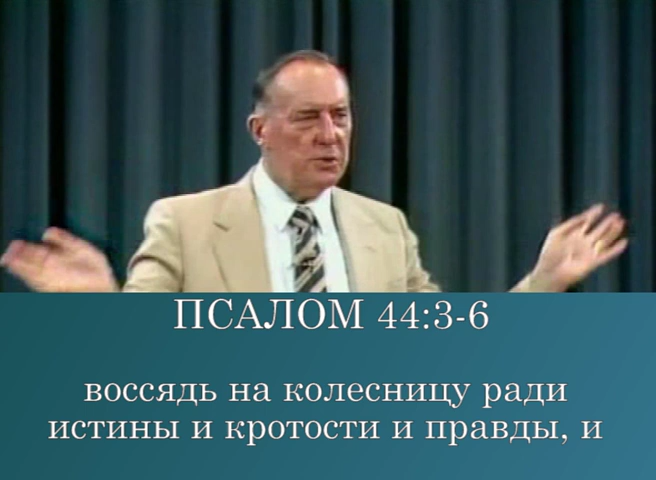 ПСАЛОМ 44:3-6
воссядь на колесницу ради
истины и кротости и правды, и